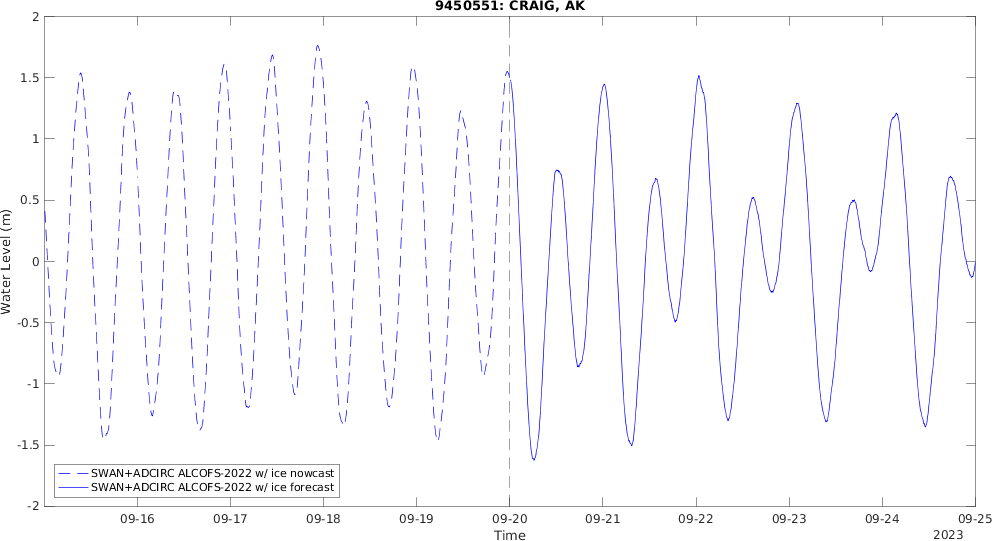 9450551: CRAIG, AK
2
1.5
1
0.5
0
-0.5
-1
-1.5
-2
Water Level (m)
SWAN+ADCIRC ALCOFS-2022 w/ ice nowcast
SWAN+ADCIRC ALCOFS-2022 w/ ice forecast
09-16 09-17 09-18 09-19 09-20 09-21 09-22 09-23 09-24 09-25
Time
2023